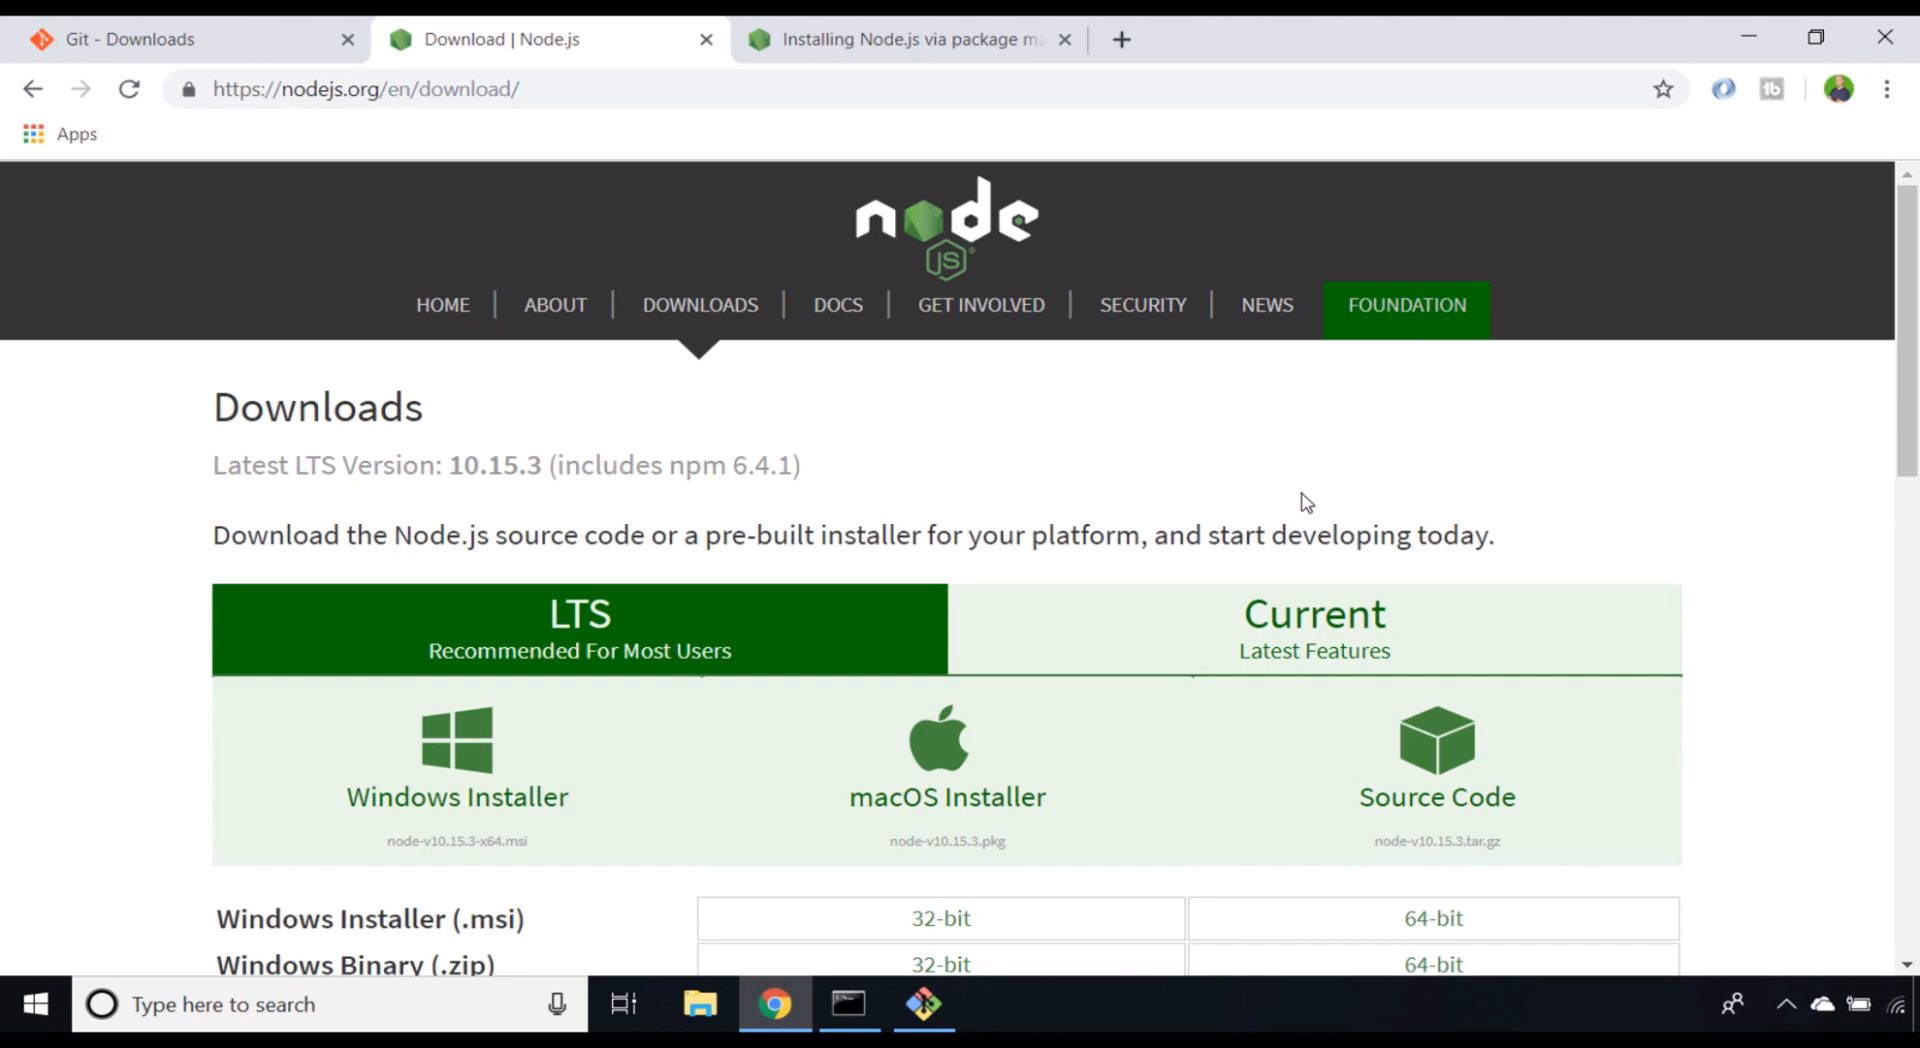 Git - Downloads
Download | Node.js
Installing Node.js via package ma
https://nodejs.org/en/download/
Apps
node
JS
HOME
ABOUT
DOWNLOADS
DOCS
GET INVOLVED
SECURITY
NEWS
FOUNDATION
Downloads
Latest LTS Version: 10.15.3 (includes npm 6.4.1)
Download the Node.js source code or a pre-built installer for your platform, and start developing today.
LTS
Recommended For Most Users
Current
Latest Features
Windows Installer
node-v10.15.3-x64.msi
macOS Installer
node-v10.15.3.pkg
Source Code
node-v10.15.3.tar.gz
Windows Installer (.msi)
32-bit
64-bit
Windows Binary (.zip)
32-bit
64-bit
Type here to search